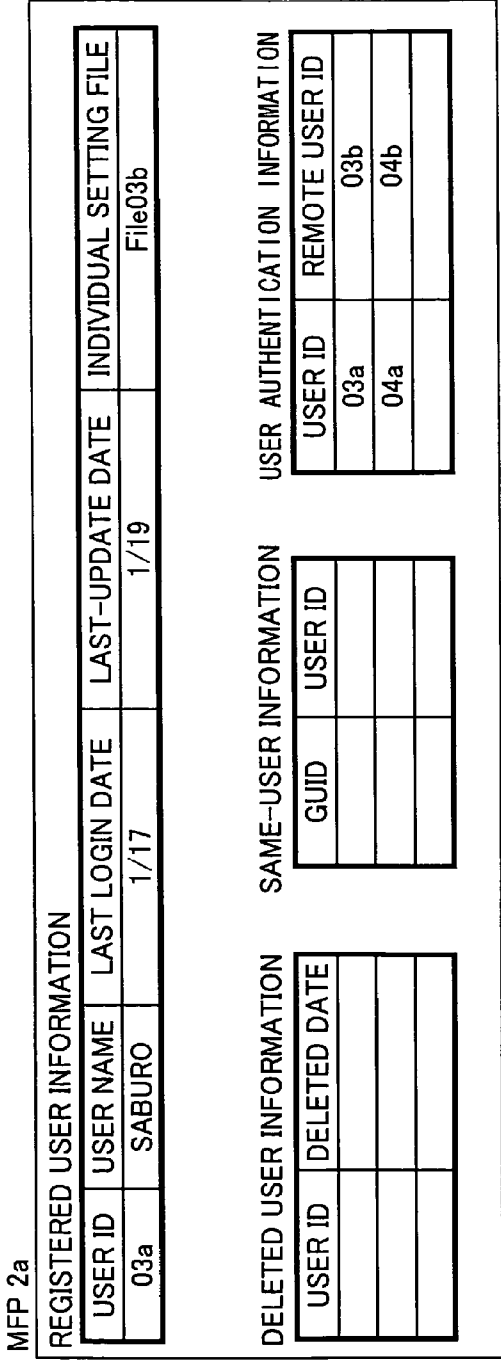 MFP 2a
REGISTERED USER INFORMATION
USER ID USER NAME LAST LOGIN DATE LAST-UPDATE DATE INDIVIDUAL SETTING FILE
03a SABURO 1/17 1/19 File03b
DELETED USER INFORMATION
USER ID DELETED DATE
SAME-USER INFORMATION
GUID USER ID
USER AUTHENTICATION INFORMATION
USER ID REMOTE USER ID
03a 03b
04a 04b